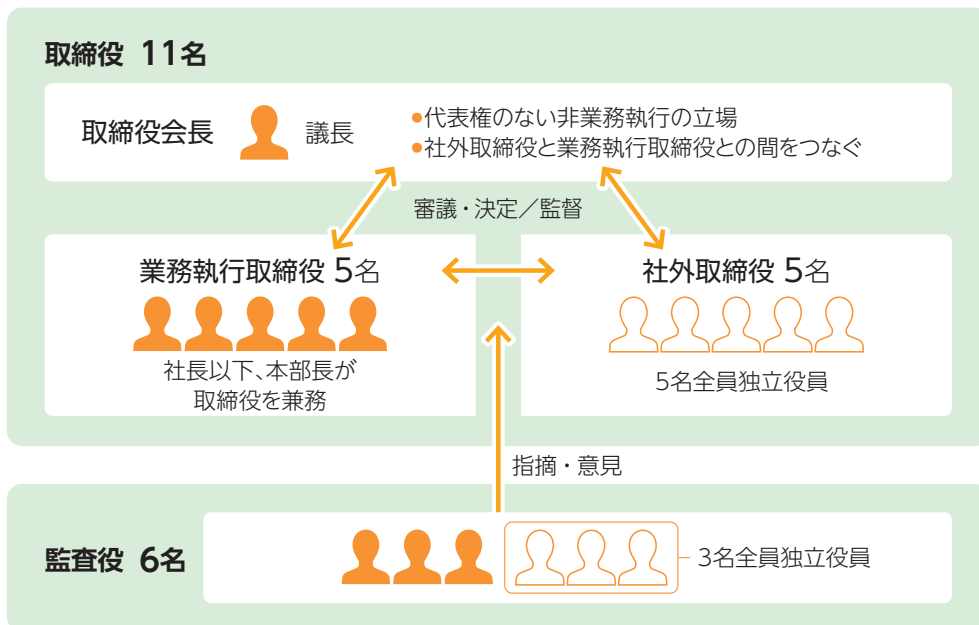 取締役 11名
取締役会長
議長
●代表権のない非業務執行の立場
●社外取締役と業務執行取締役との間をつなぐ
審議・決定／監督
業務執行取締役 5名
社長以下、本部長が
取締役を兼務
社外取締役 5名
5名全員独立役員
指摘・意見
監査役 6名
3名全員独立役員